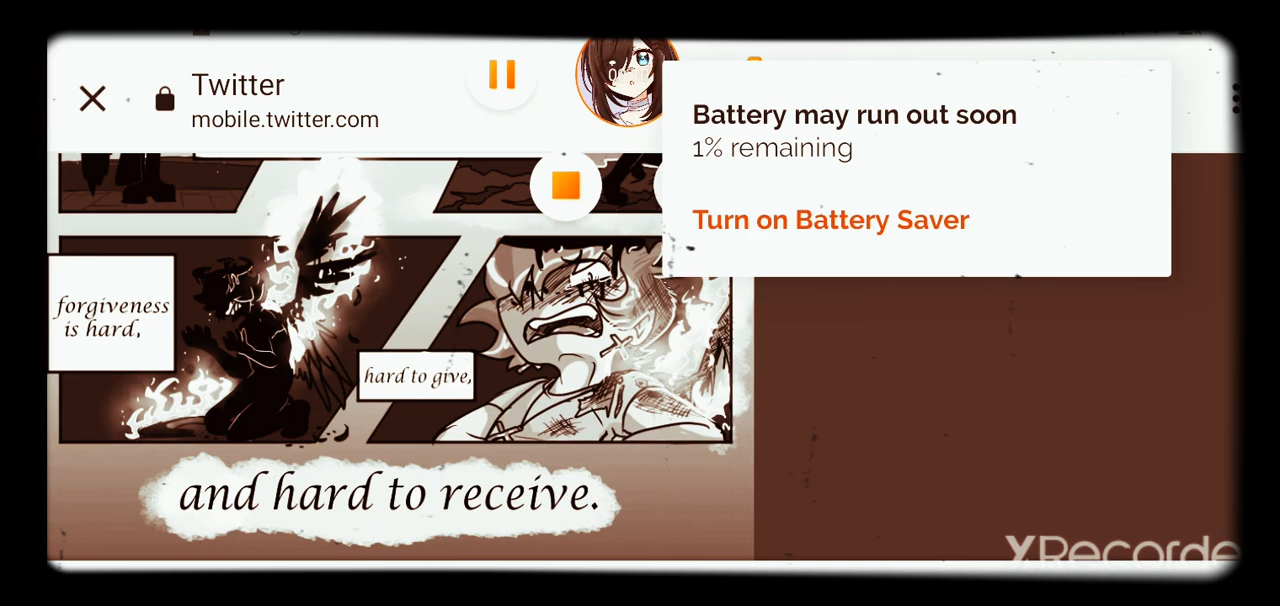 Twitter
mobile.twitter.com
Battery may run out soon
1% remaining
Turn on Battery Saver
forgiveness
is hard,
hard to give,
and hard to receive.
XRecorde